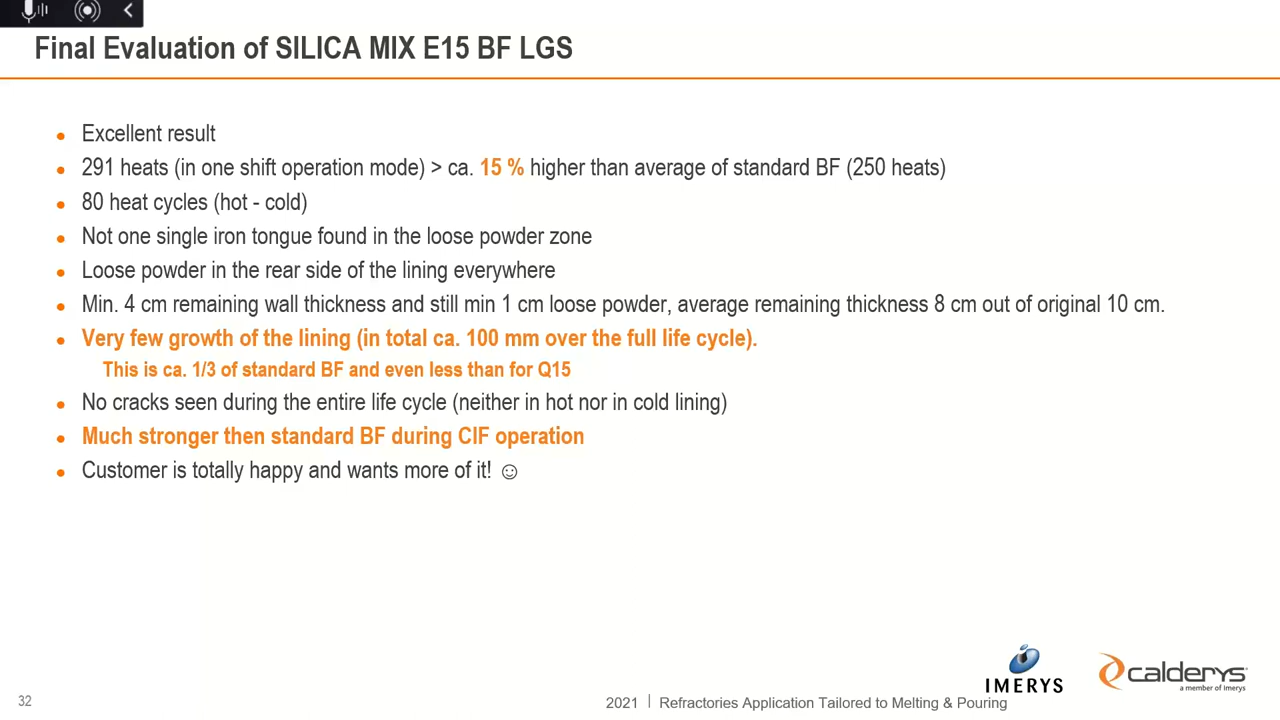 Final Evaluation of SILICA MIX E15 BF LGS
• Excellent result
• 291 heats (in one shift operation mode) > ca. 15 % higher than average of standard BF (250 heats)
• 80 heat cycles (hot - cold)
• Not one single iron tongue found in the loose powder zone
• Loose powder in the rear side of the lining everywhere
• Min. 4 cm remaining wall thickness and still min 1 cm loose powder, average remaining thickness 8 cm out of original 10 cm.
• Very few growth of the lining (in total ca. 100 mm over the full life cycle).
This is ca. 1/3 of standard BF and even less than for Q15
• No cracks seen during the entire life cycle (neither in hot nor in cold lining)
• Much stronger then standard BF during CIF operation
• Customer is totally happy and wants more of it! ☺
IMERYS
calderys
a member of Imerys
32
2021 | Refractories Application Tailored to Melting & Pouring